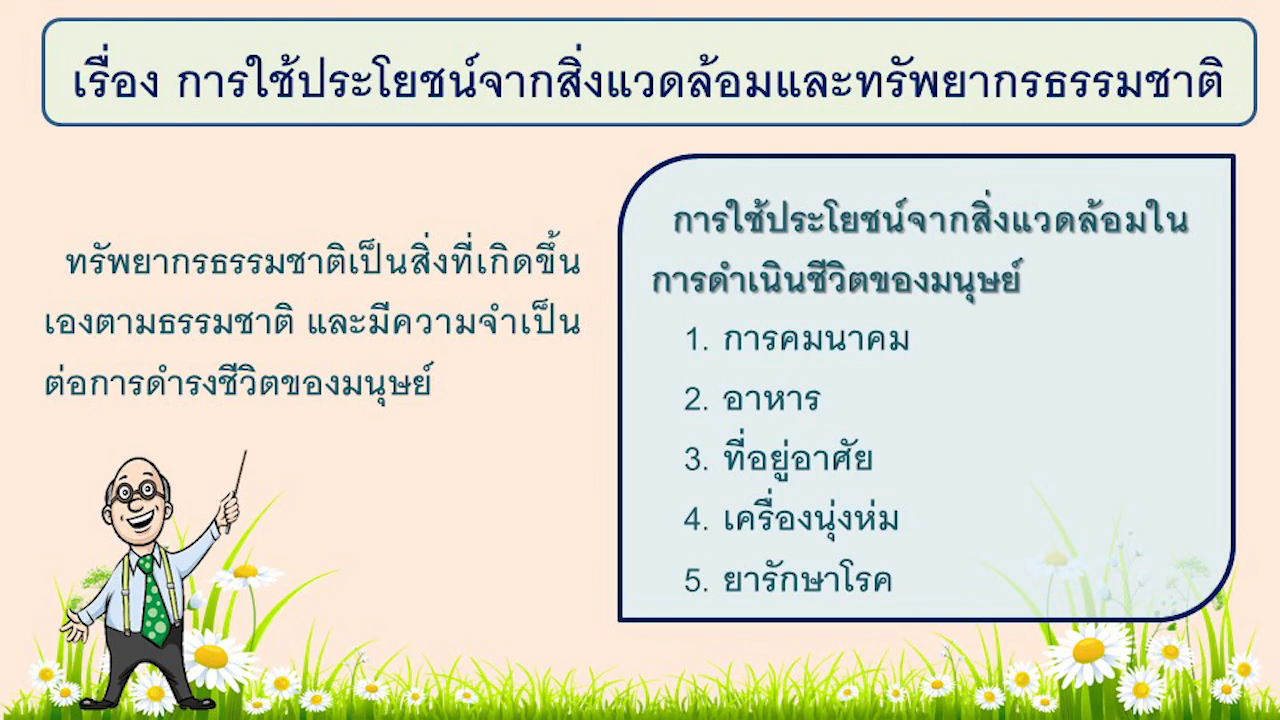 เรื่อง การใช้ประโยชน์จากสิ่งแวดล้อมและทรัพยากรธรรมชาติ
ทรัพยากรธรรมชาติเป็นสิ่งที่เกิดขึ้น
เองตามธรรมชาติ และมีความจำเป็น
ต่อการดำรงชีวิตของมนุษย์
การใช้ประโยชน์จากสิ่งแวดล้อมใน
การดำเนินชีวิตของมนุษย์
1. การคมนาคม
2. อาหาร
3. ที่อยู่อาศัย
4. เครื่องนุ่งห่ม
5. ยารักษาโรค